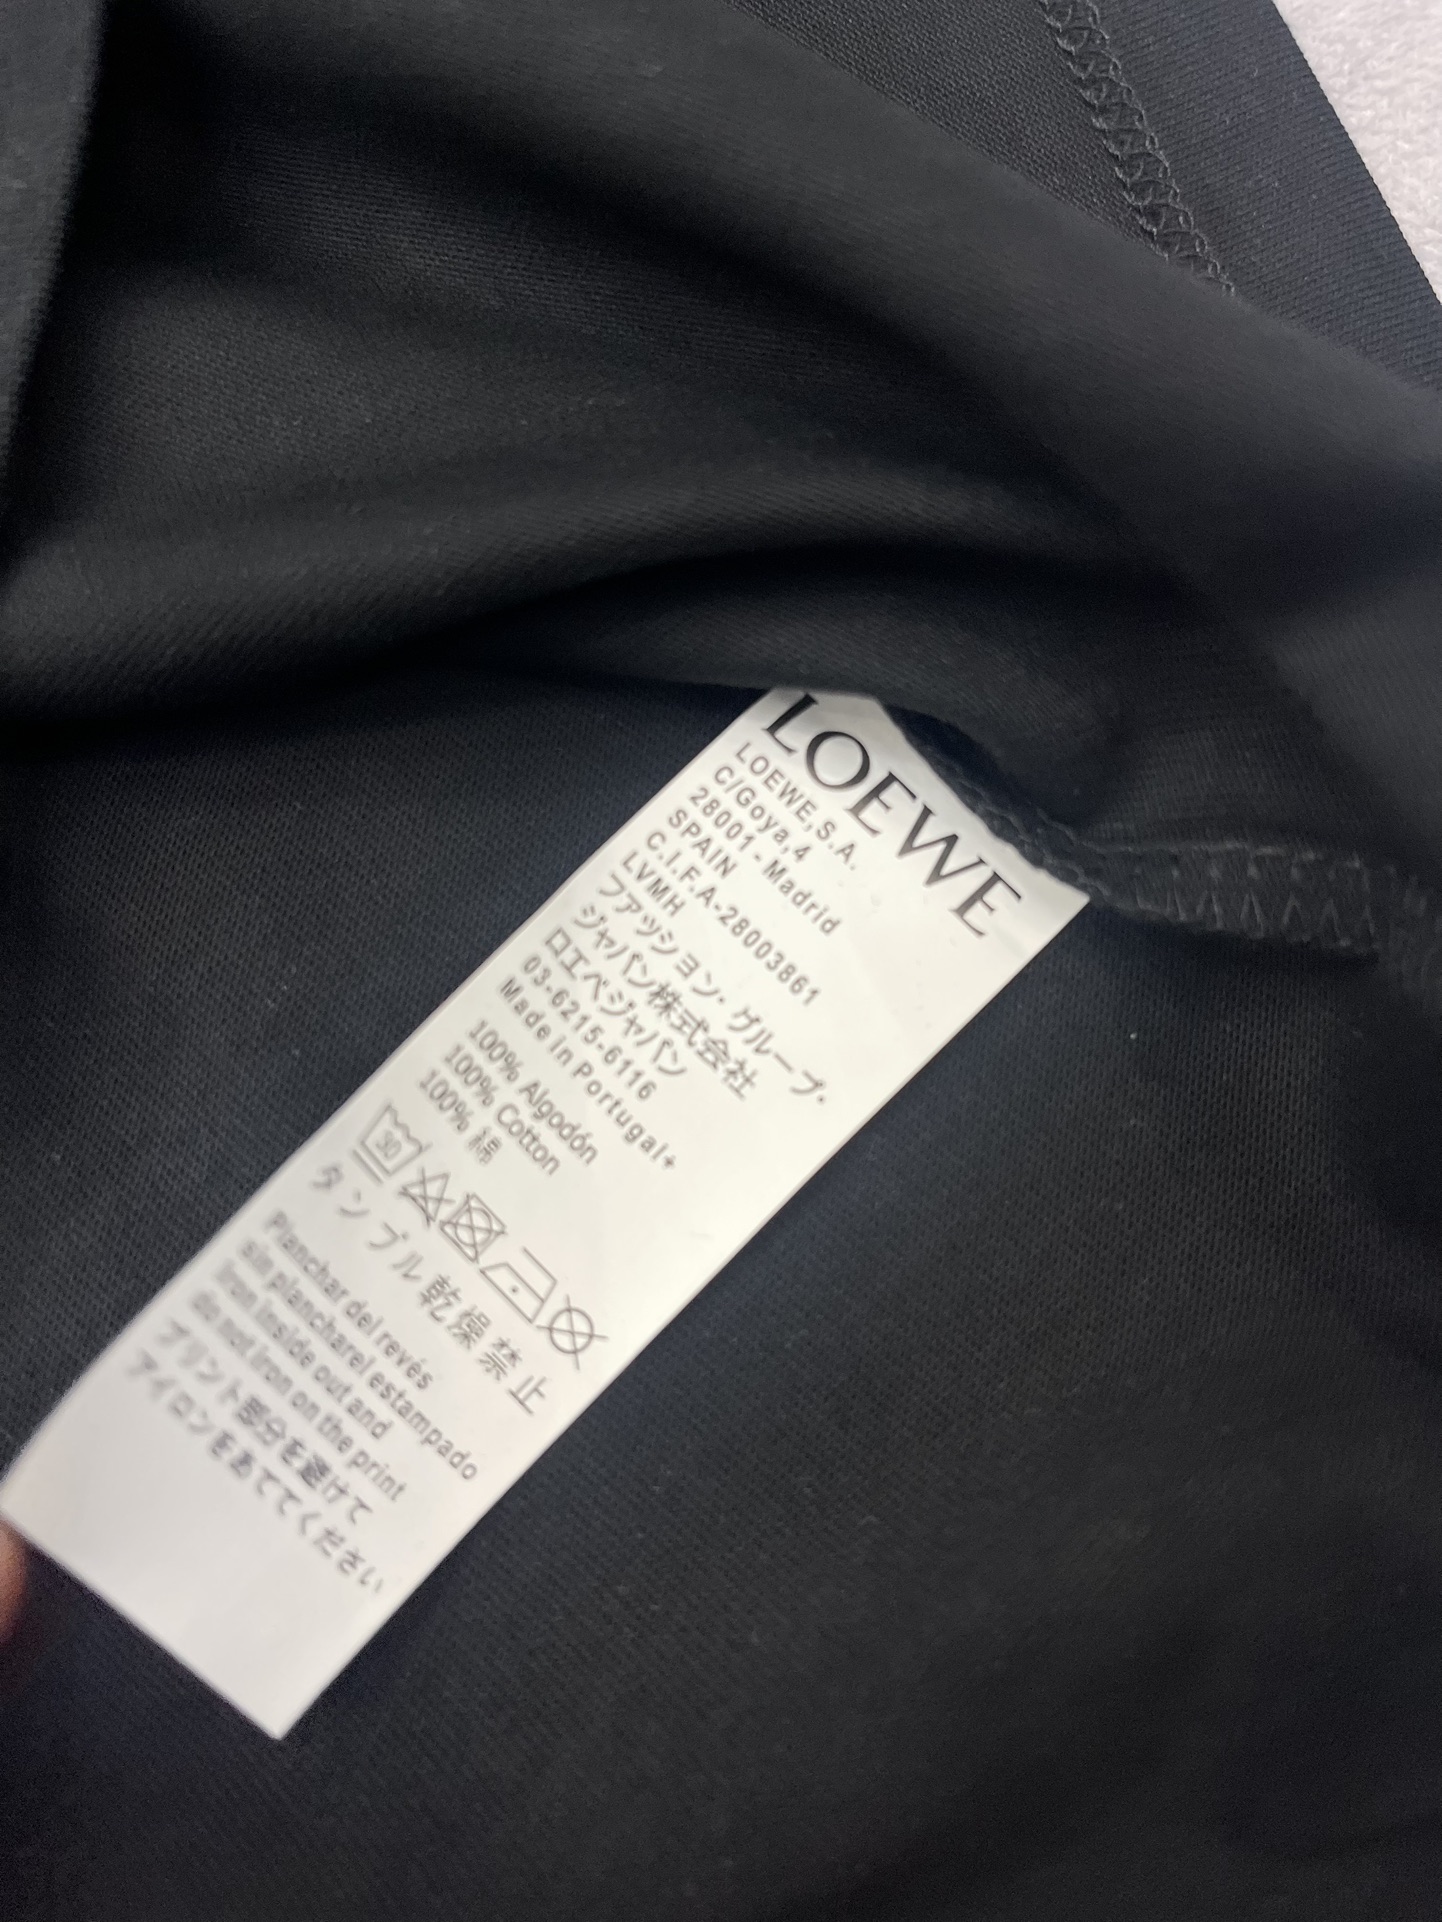 LOEWE
LOEWE,S.A.
C/Goya,4
28001 - Madrid
SPAIN
C.I.F.A-28003861
LVMH
ファッション・グループ・
ジャパン株式会社
ロエベジャパン
03-6215-6116
Made in Portugal+
100% Algodón
100% Cotton
100% 綿
30
タンブル乾燥禁止
Planchar del revés
sin planchar el estampado
Iron inside out and
do not iron on the print
プリント部分を避けて
アイロンをあててください